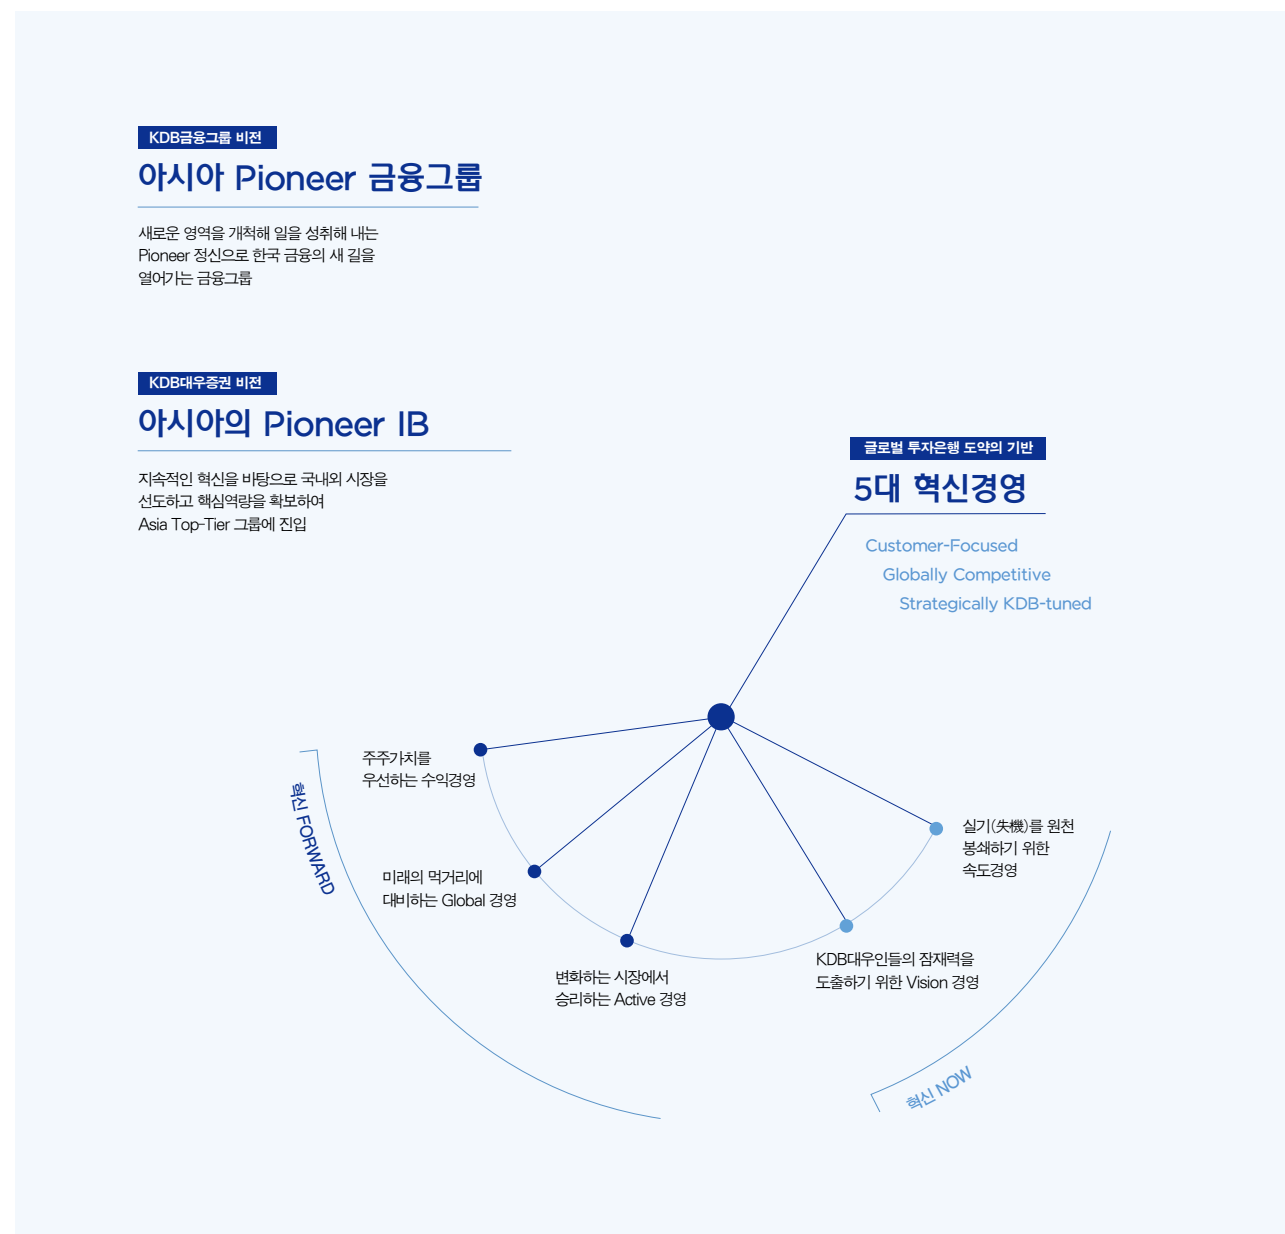 KDB금융그룹 비전
아시아 Pioneer 금융그룹
새로운 영역을 개척해 일을 성취해 내는
Pioneer 정신으로 한국 금융의 새 길을
열어가는 금융그룹
KDB대우증권 비전
아시아의 Pioneer IB
지속적인 혁신을 바탕으로 국내외 시장을
선도하고 핵심역량을 확보하여
Asia Top-Tier 그룹에 진입
글로벌 투자은행 도약의 기반
5대 혁신경영
Customer-Focused
Globally Competitive
Strategically KDB-tuned
혁신 FORWARD
주주가치를
우선하는 수익경영
미래의 먹거리에
대비하는 Global 경영
변화하는 시장에서
승리하는 Active 경영
KDB대우인들의 잠재력을
도출하기 위한 Vision 경영
실기(失機)를 원천
봉쇄하기 위한
속도경영
혁신 NOW